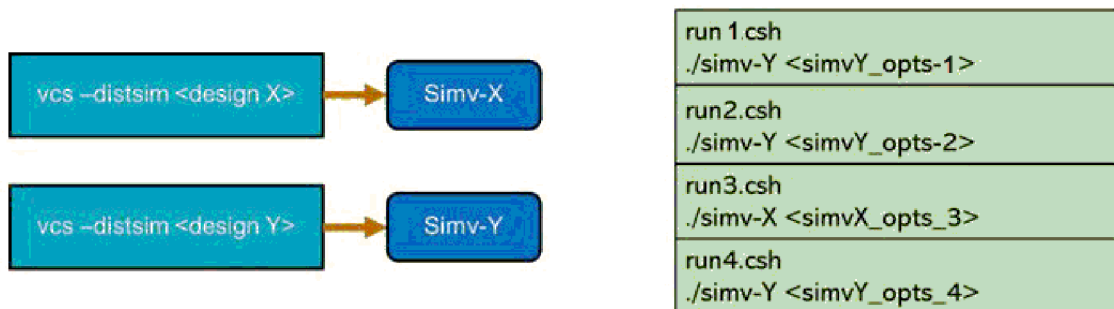 vcs –distsim <design X>
Simv-X
vcs –distsim <design Y>
Simv-Y
run 1.csh
./simv-Y <simvY_opts-1>
run2.csh
./simv-Y <simvY_opts-2>
run3.csh
./simv-X <simvX_opts_3>
run4.csh
./simv-Y <simvY_opts_4>